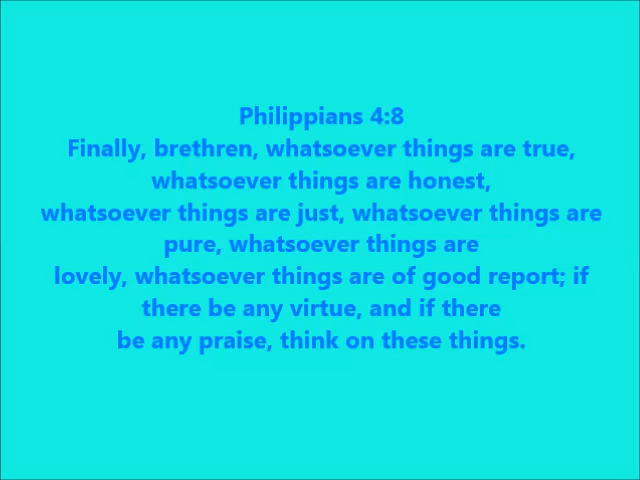 Philippians 4:8
Finally, brethren, whatsoever things are true,
whatsoever things are honest,
whatsoever things are just, whatsoever things are
pure, whatsoever things are
lovely, whatsoever things are of good report; if
there be any virtue, and if there
be any praise, think on these things.